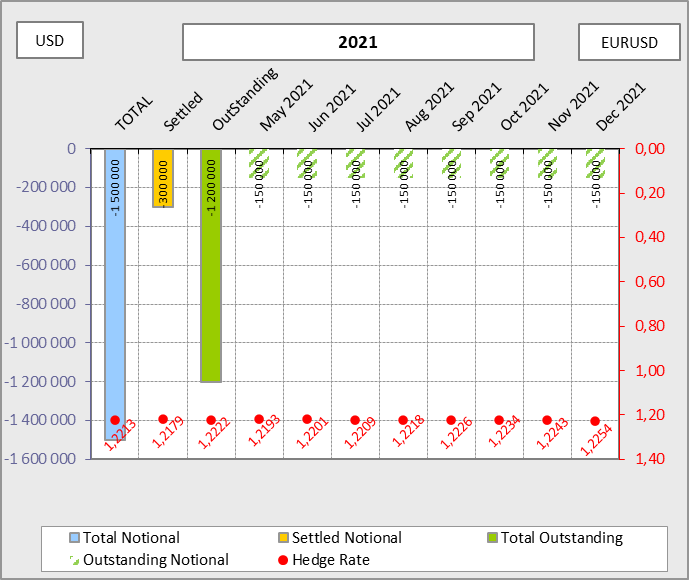 USD
2021
EURUSD
TOTAL
Settled
OutStanding
May 2021
Jun 2021
Jul 2021
Aug 2021
Sep 2021
Oct 2021
Nov 2021
Dec 2021
0
-200 000
-400 000
-600 000
-800 000
-1 000 000
-1 200 000
-1 400 000
-1 600 000
-1 500 000
-300 000
-1 200 000
-150 000
-150 000
-150 000
-150 000
-150 000
-150 000
-150 000
-150 000
0,00
0,20
0,40
0,60
0,80
1,00
1,20
1,40
1,2213
1,2179
1,2222
1,2193
1,2201
1,2209
1,2218
1,2226
1,2234
1,2243
1,2254
Total Notional
Settled Notional
Total Outstanding
Outstanding Notional
Hedge Rate